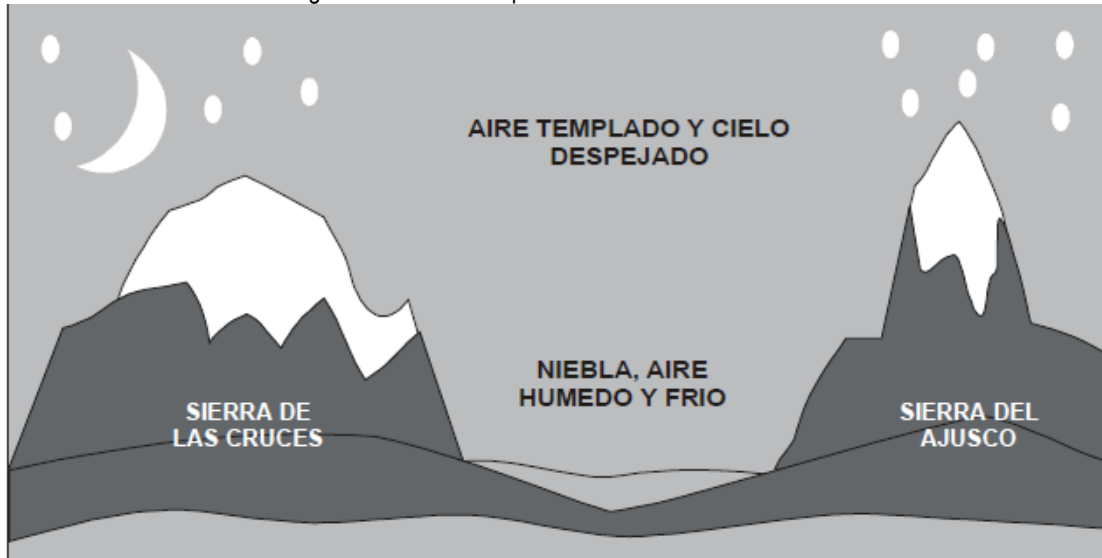 AIRE TEMPLADO Y CIELO
DESPEJADO
NIEBLA, AIRE
HUMEDO Y FRIO
SIERRA DE
LAS CRUCES
SIERRA DEL
AJUSCO